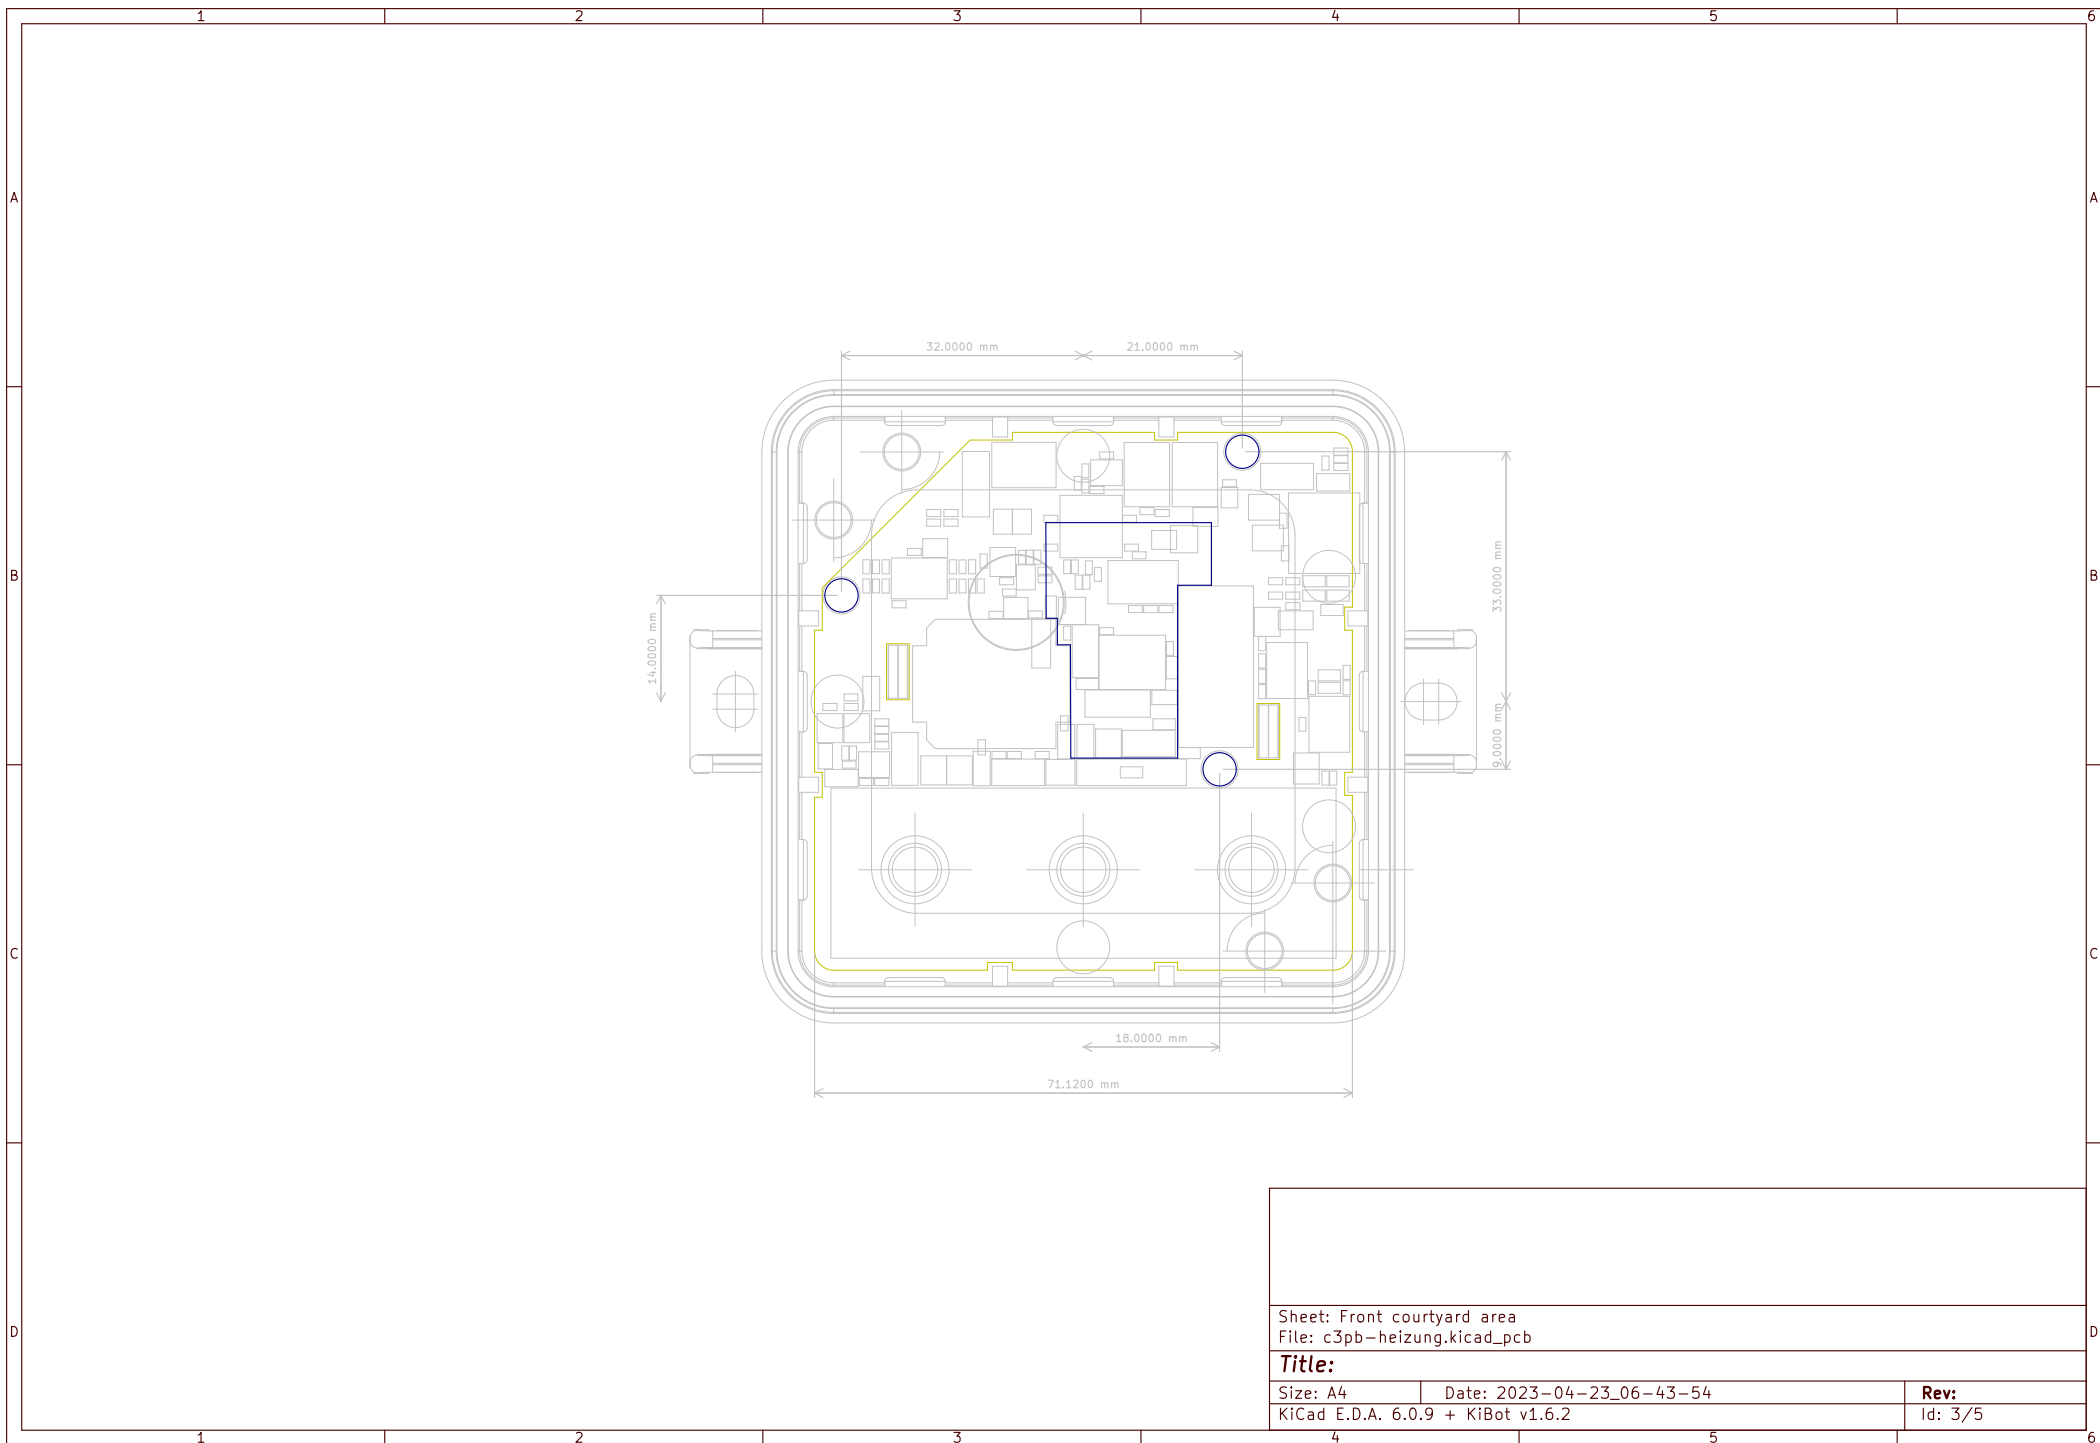 1 2 3 4 5 6
A A
32.0000 mm 21.0000 mm
B B
33.0000 mm
14.0000 mm
9.0000 mm
C C
18.0000 mm
71.1200 mm
Sheet: Front courtyard area
D D
File: c3pb-heizung.kicad_pcb
Title:
Size: A4 Date: 2023-04-23_06-43-54 Rev:
KiCad E.D.A. 6.0.9 + KiBot v1.6.2 Id: 3/5
1 2 3 4 5 6